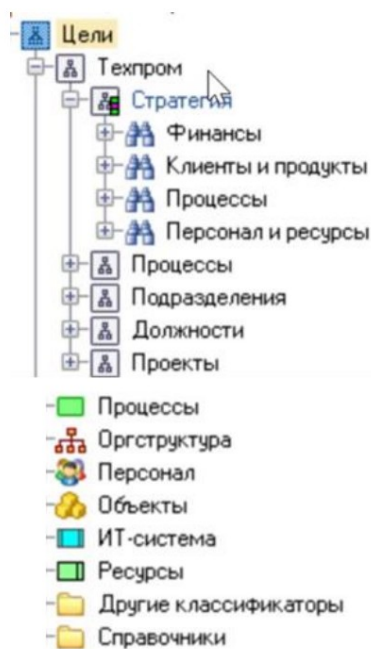 Цели
Техпром
Стратегия
Финансы
Клиенты и продукты
Процессы
Персонал и ресурсы
Процессы
Подразделения
Должности
Проекты
Процессы
Оргструктура
Персонал
Объекты
ИТ-система
Ресурсы
Другие классификаторы
Справочники